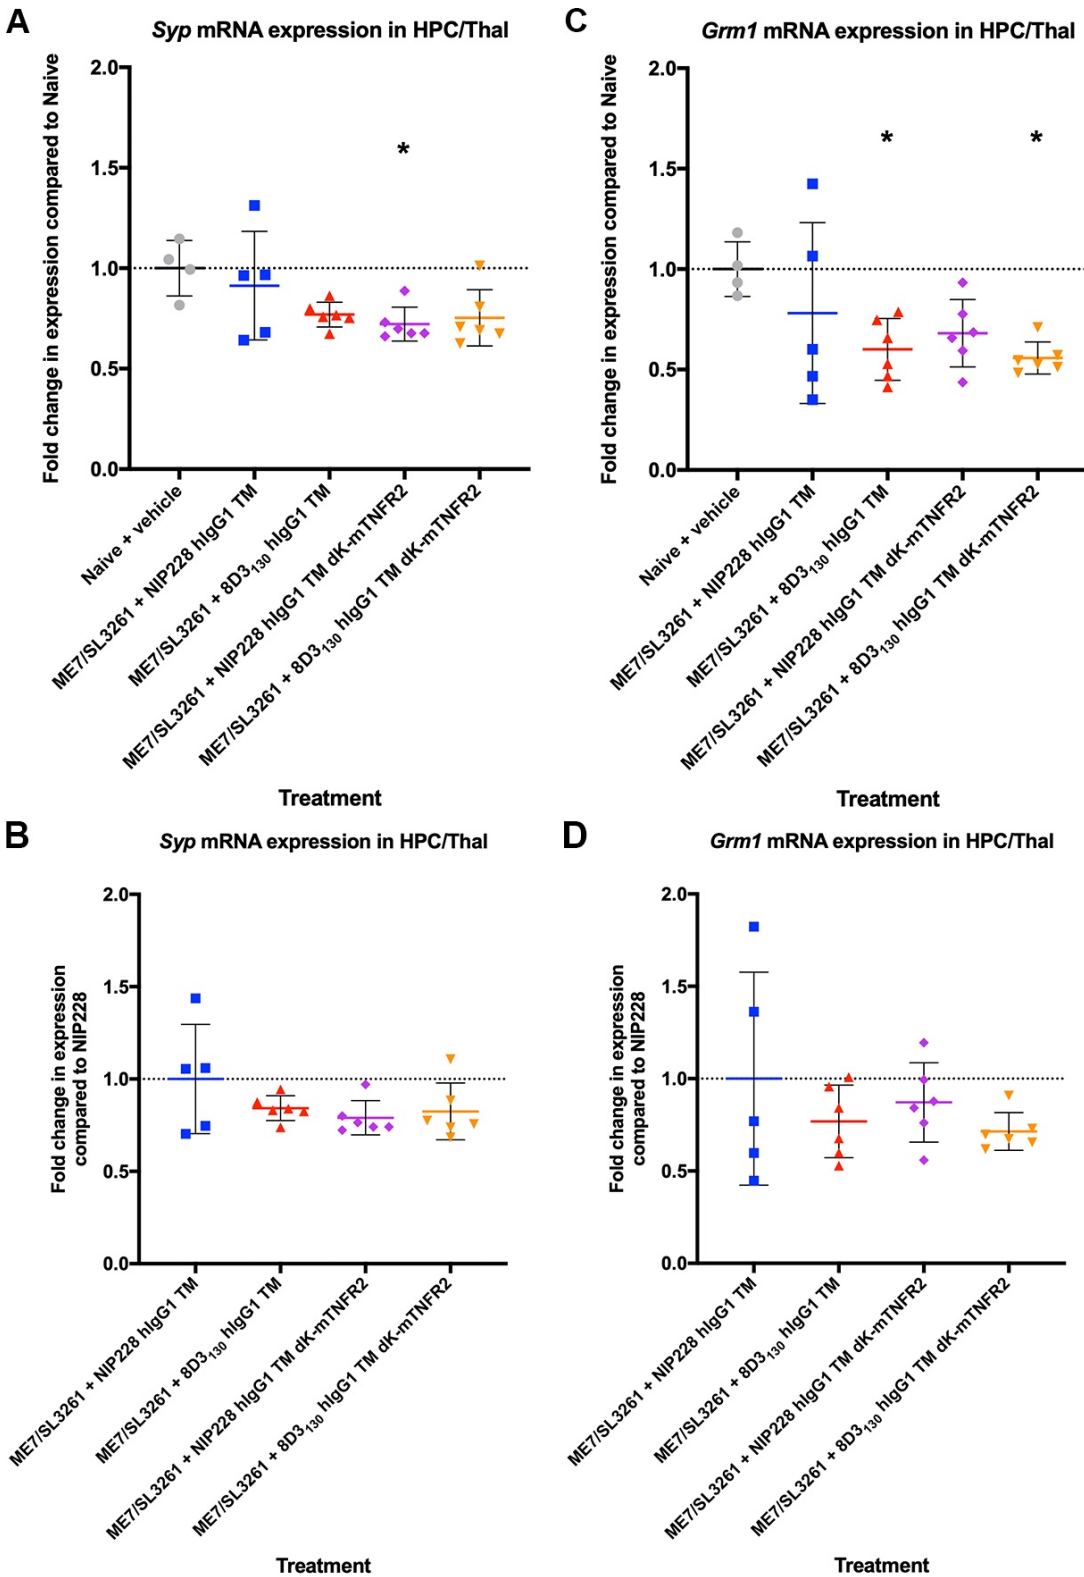 A
Syp mRNA expression in HPC/Thal
Fold change in expression compared to Naive
2.0
1.5
1.0
0.5
0.0
*
Naive + vehicle
ME7/SL3261 + NIP228 hIgG1 TM
ME7/SL3261 + 8D3₁₃₀ hIgG1 TM
ME7/SL3261 + NIP228 hIgG1 TM dK-mTNFR2
ME7/SL3261 + 8D3₁₃₀ hIgG1 TM dK-mTNFR2
Treatment
C
Grm1 mRNA expression in HPC/Thal
Fold change in expression compared to Naive
2.0
1.5
1.0
0.5
0.0
*
*
Naive + vehicle
ME7/SL3261 + NIP228 hIgG1 TM
ME7/SL3261 + 8D3₁₃₀ hIgG1 TM
ME7/SL3261 + NIP228 hIgG1 TM dK-mTNFR2
ME7/SL3261 + 8D3₁₃₀ hIgG1 TM dK-mTNFR2
Treatment
B
Syp mRNA expression in HPC/Thal
Fold change in expression
compared to NIP228
2.0
1.5
1.0
0.5
0.0
ME7/SL3261 + NIP228 hIgG1 TM
ME7/SL3261 + 8D3₁₃₀ hIgG1 TM
ME7/SL3261 + NIP228 hIgG1 TM dK-mTNFR2
ME7/SL3261 + 8D3₁₃₀ hIgG1 TM dK-mTNFR2
Treatment
D
Grm1 mRNA expression in HPC/Thal
Fold change in expression
compared to NIP228
2.0
1.5
1.0
0.5
0.0
ME7/SL3261 + NIP228 hIgG1 TM
ME7/SL3261 + 8D3₁₃₀ hIgG1 TM
ME7/SL3261 + NIP228 hIgG1 TM dK-mTNFR2
ME7/SL3261 + 8D3₁₃₀ hIgG1 TM dK-mTNFR2
Treatment